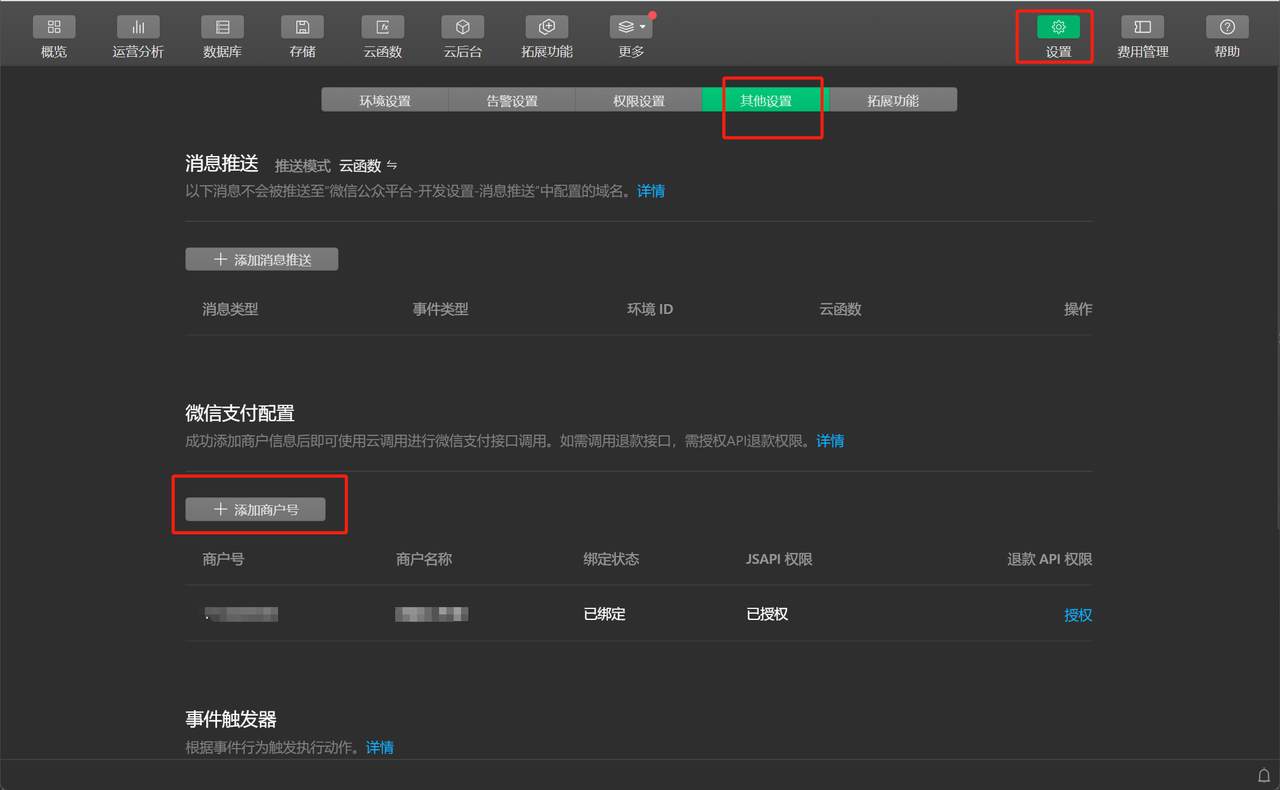 概览 运营分析 数据库 存储 云函数 云后台 拓展功能 更多 设置 费用管理 帮助
环境设置 告警设置 权限设置 其他设置 拓展功能
消息推送 推送模式 云函数
以下消息不会被推送至“微信公众平台-开发设置-消息推送”中配置的域名。详情
添加消息推送
消息类型 事件类型 环境 ID 云函数 操作
微信支付配置
成功添加商户信息后即可使用云调用进行微信支付接口调用。如需调用退款接口，需授权API退款权限。详情
添加商户号
商户号 商户名称 绑定状态 JSAPI 权限 退款 API 权限
已绑定 已授权 授权
事件触发器
根据事件行为触发执行动作。详情